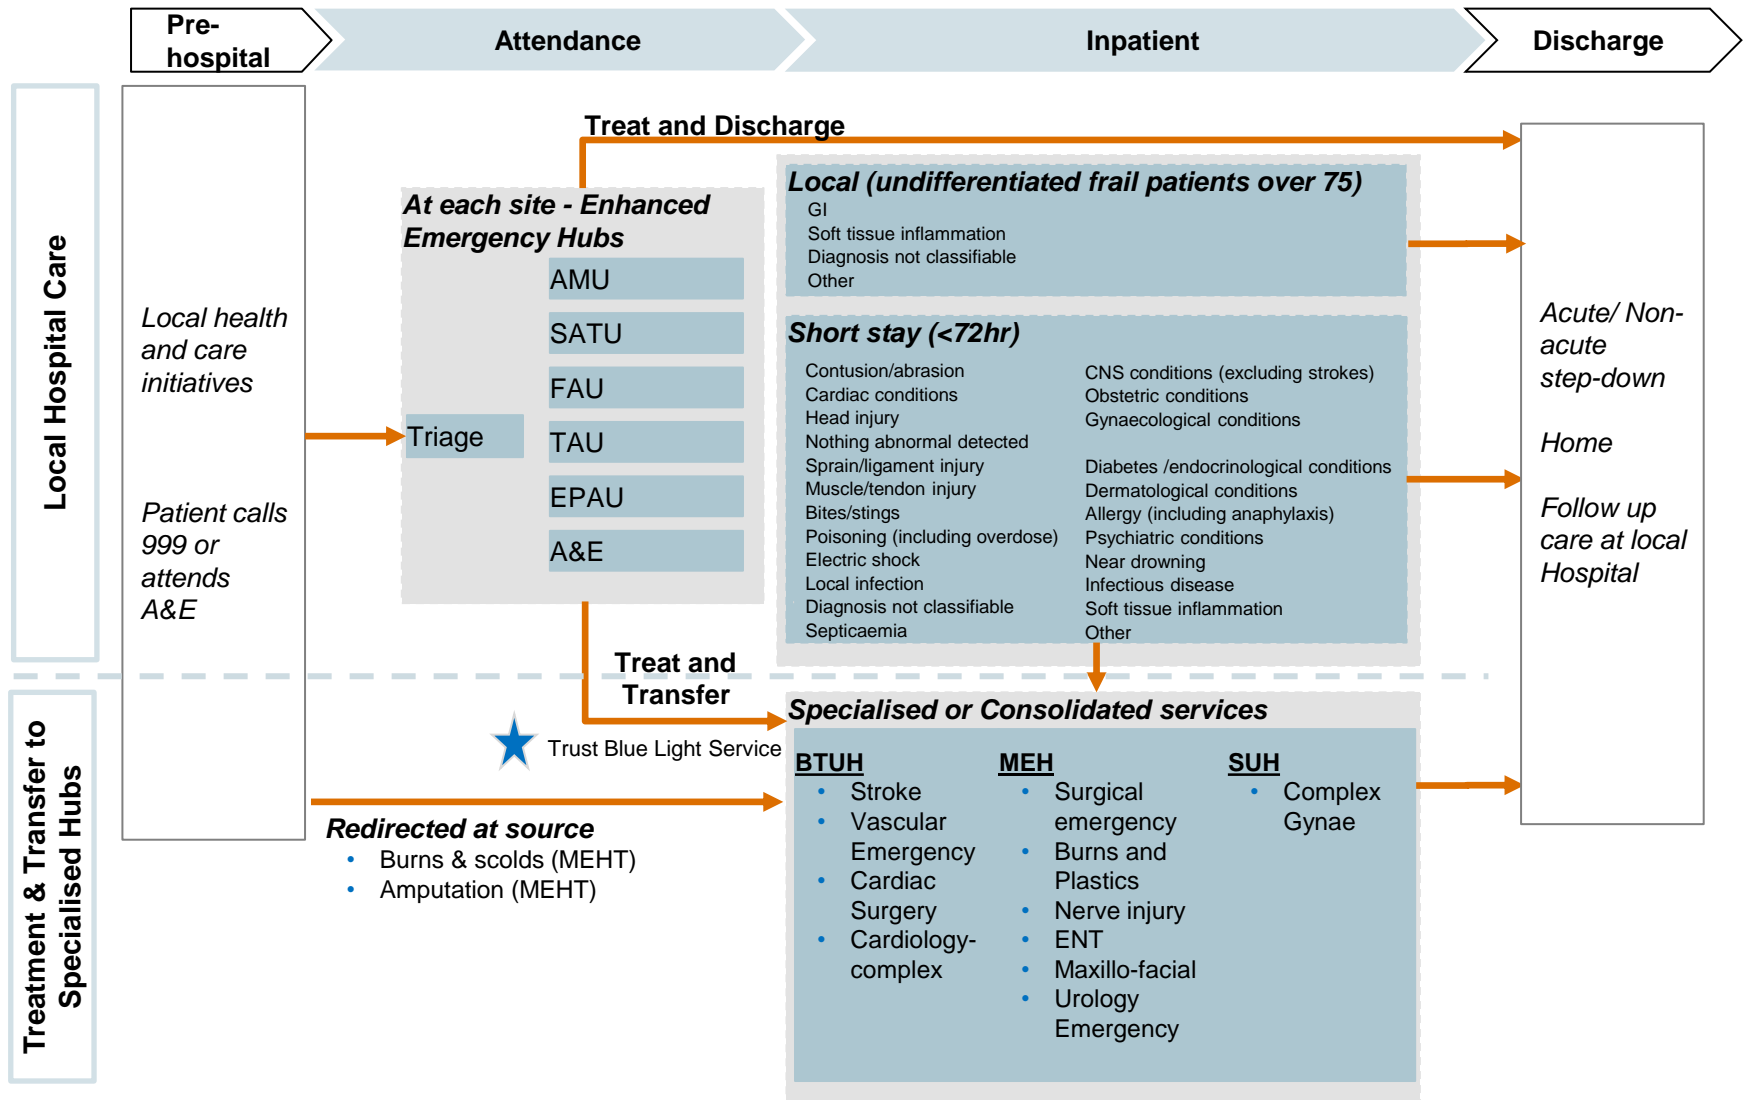 Pre-
hospital
Attendance
Inpatient
Discharge
Local Hospital Care
Treatment & Transfer to
Specialised Hubs
Local health
and care
initiatives
Patient calls
999 or
attends
A&E
Treat and Discharge
At each site - Enhanced
Emergency Hubs
Triage
AMU
SATU
FAU
TAU
EPAU
A&E
Treat and
Transfer
Trust Blue Light Service
Redirected at source
• Burns & scolds (MEHT)
• Amputation (MEHT)
Local (undifferentiated frail patients over 75)
GI
Soft tissue inflammation
Diagnosis not classifiable
Other
Short stay (<72hr)
Contusion/abrasion
Cardiac conditions
Head injury
Nothing abnormal detected
Sprain/ligament injury
Muscle/tendon injury
Bites/stings
Poisoning (including overdose)
Electric shock
Local infection
Diagnosis not classifiable
Septicaemia
CNS conditions (excluding strokes)
Obstetric conditions
Gynaecological conditions
Diabetes /endocrinological conditions
Dermatological conditions
Allergy (including anaphylaxis)
Psychiatric conditions
Near drowning
Infectious disease
Soft tissue inflammation
Other
Specialised or Consolidated services
BTUH
• Stroke
• Vascular
Emergency
• Cardiac
Surgery
• Cardiology-
complex
MEH
• Surgical
emergency
• Burns and
Plastics
• Nerve injury
• ENT
• Maxillo-facial
• Urology
Emergency
SUH
• Complex
Gynae
Acute/ Non-
acute
step-down
Home
Follow up
care at local
Hospital